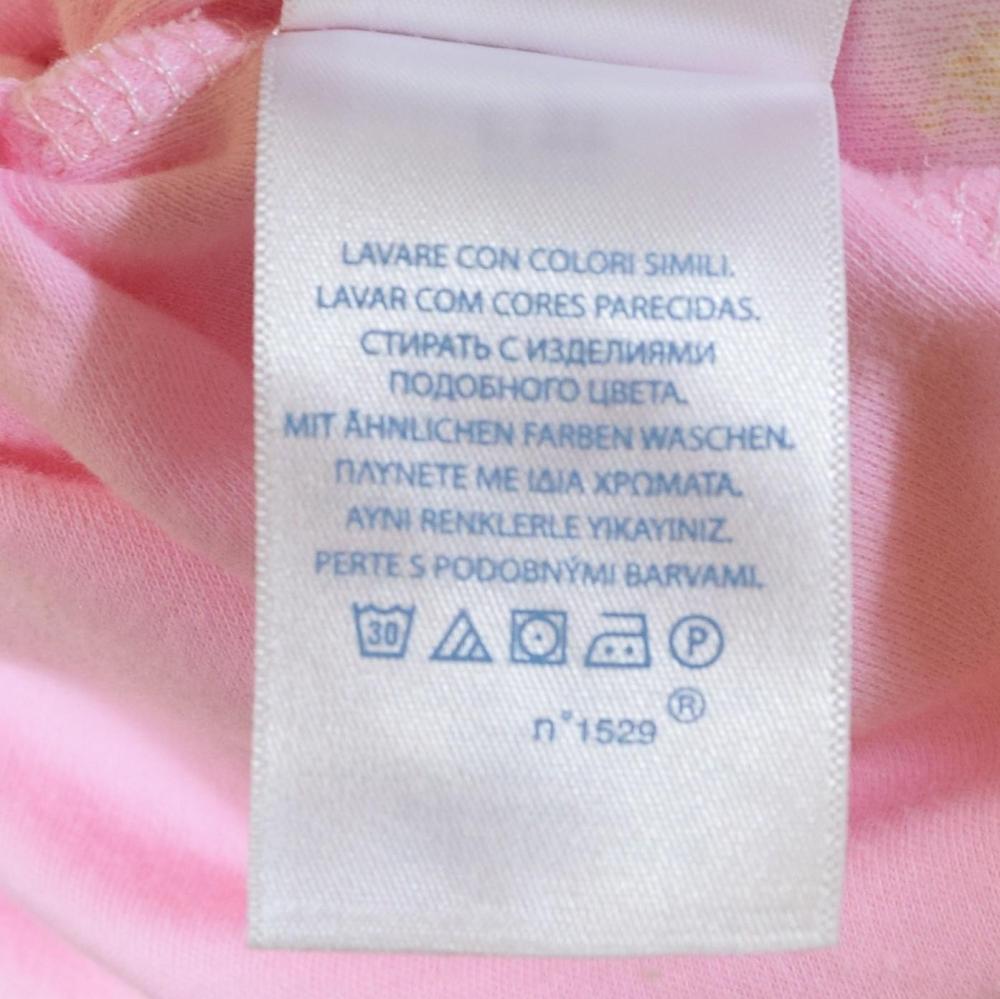 LAVARE CON COLORI SIMILI.
LAVAR COM CORES PARECIDAS.
СТИРАТЬ С ИЗДЕЛИЯМИ
ПОДОБНОГО ЦВЕТА.
MIT ÄHNLICHEN FARBEN WASCHEN.
ΠΛΥΝΕΤΕ ΜΕ ΙΔΙΑ ΧΡΩΜΑΤΑ.
AYNI RENKLERLE YIKAYINIZ.
PERTE S PODOBNÝMI BARVAMI.
30 P
n°1529 ®